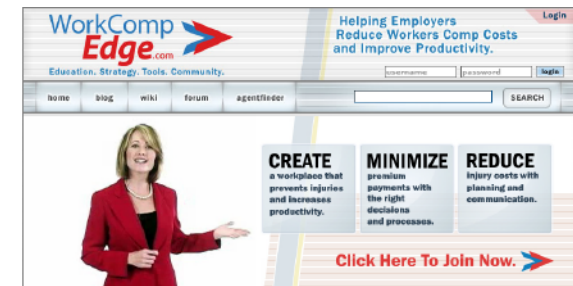 WorkComp
Edge.com
Education. Strategy. Tools. Community.
Helping Employers
Reduce Workers Comp Costs
and Improve Productivity.
Login
username
password
login
home
blog
wiki
forum
agentfinder
SEARCH
CREATE
a workplace that
prevents injuries
and increases
productivity.
MINIMIZE
premium
payments with
the right
decisions
and processes.
REDUCE
injury costs with
planning and
communication.
Click Here To Join Now.